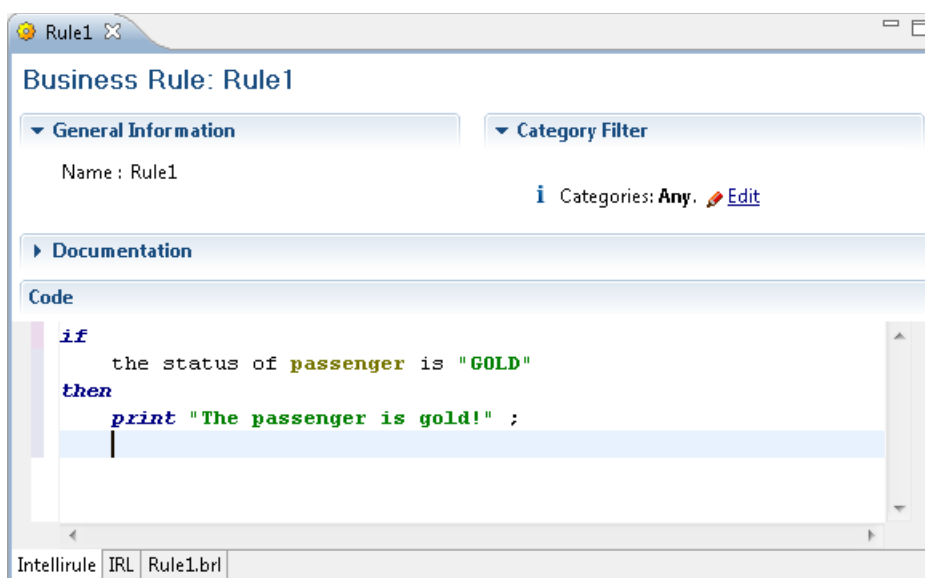 Rule1
Business Rule: Rule1
General Information
Category Filter
Name : Rule1
i Categories: Any. Edit
Documentation
Code
if
the status of passenger is "GOLD"
then
print "The passenger is gold!" ;
Intellirule IRL Rule1.brl